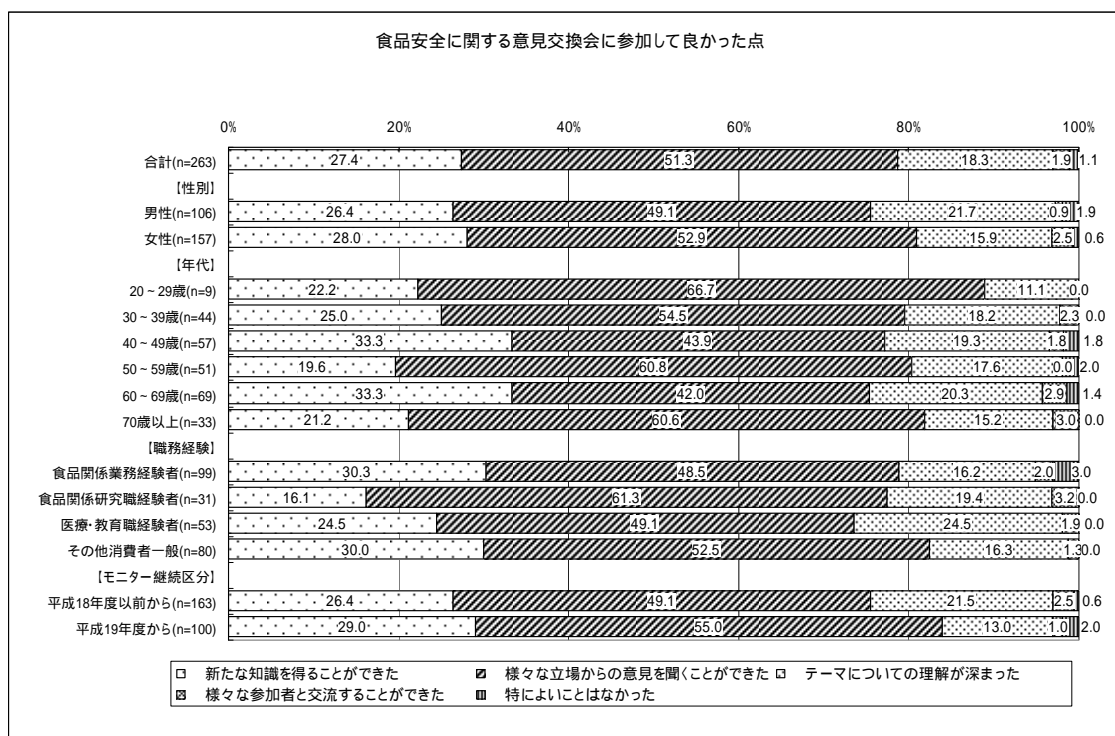 食品安全に関する意見交換会に参加して良かった点
0% 20% 40% 60% 80% 100%
合計(n=263) 27.4 51.3 18.3 1.9 1.1
【性別】
男性(n=106) 26.4 49.1 21.7 0.9 1.9
女性(n=157) 28.0 52.9 15.9 2.5 0.6
【年代】
20~29歳(n=9) 22.2 66.7 11.1 0.0
30~39歳(n=44) 25.0 54.5 18.2 2.3 0.0
40~49歳(n=57) 33.3 43.9 19.3 1.8 1.8
50~59歳(n=51) 19.6 60.8 17.6 0.0 2.0
60~69歳(n=69) 33.3 42.0 20.3 2.9 1.4
70歳以上(n=33) 21.2 60.6 15.2 3.0 0.0
【職務経験】
食品関係業務経験者(n=99) 30.3 48.5 16.2 2.0 3.0
食品関係研究職経験者(n=31) 16.1 61.3 19.4 3.2 0.0
医療・教育職経験者(n=53) 24.5 49.1 24.5 1.9 0.0
その他消費者一般(n=80) 30.0 52.5 16.3 1.3 0.0
【モニター継続区分】
平成18年度以前から(n=163) 26.4 49.1 21.5 2.5 0.6
平成19年度から(n=100) 29.0 55.0 13.0 1.0 2.0
新たな知識を得ることができた 様々な立場からの意見を聞くことができた テーマについての理解が深まった
様々な参加者と交流することができた 特によいことはなかった